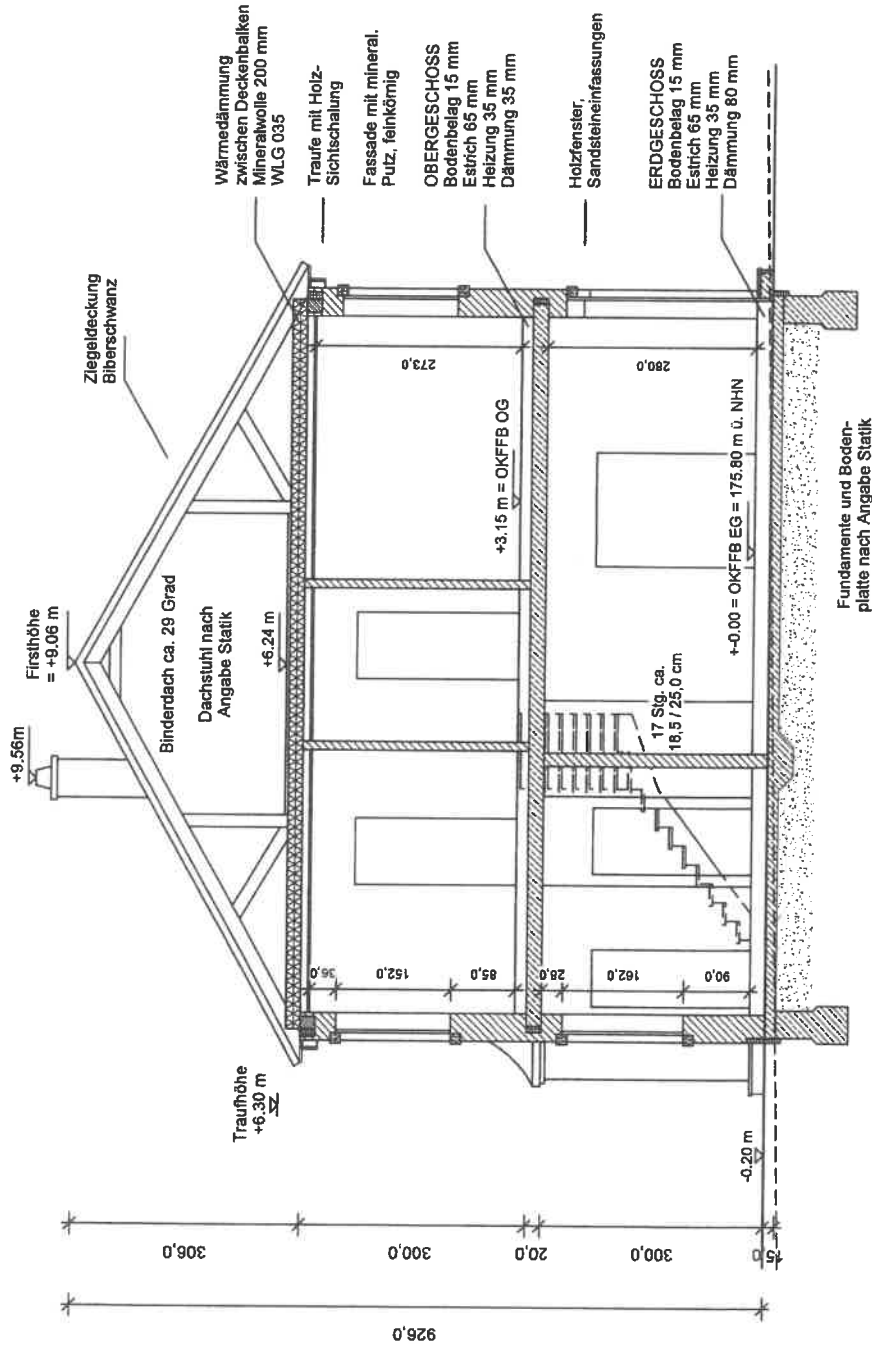 +9.56m
Firsthöhe
= +9.06 m
Ziegeldeckung
Biberschwanz
Wärmedämmung
zwischen Deckenbalken
Mineralwolle 200 mm
WLG 035
Traufe mit Holz-
Sichtschalung
Fassade mit mineral.
Putz, feinkörnig
OBERGESCHOSS
Bodenbelag 15 mm
Estrich 65 mm
Heizung 35 mm
Dämmung 35 mm
Holzfenster,
Sandsteineinfassungen
ERDGESCHOSS
Bodenbelag 15 mm
Estrich 65 mm
Heizung 35 mm
Dämmung 80 mm
Binderdach ca. 29 Grad
Dachstuhl nach
Angabe Statik
+6.24 m
Traufhöhe
+6.30 m
273,0
+3.15 m = OKFFB OG
36,0
152,0
85,0
280,0
17 Stg. ca.
18,5 / 25,0 cm
+-0.00 = OKFFB EG = 175.80 m ü. NHN
28,0
162,0
90,0
-0.20 m
Fundamente und Boden-
platte nach Angabe Statik
306,0
300,0
20,0
300,0
15,0
926,0